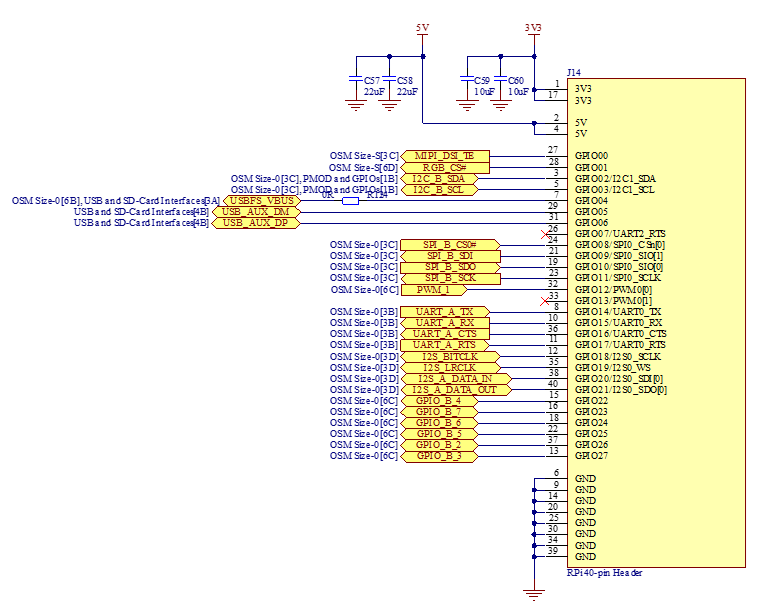 5V 3V3
C57 22uF C58 22uF C59 10uF C60 10uF
J14
1 3V3
17 3V3
2 5V
4 5V
OSM Size-S[3C] MIPI_DSI_TE 27 GPIO00
OSM Size-S[6D] RGB_CS# 28 GPIO01
OSM Size-0[3C], PMOD and GPIOs[1B] I2C_B_SDA 3 GPIO02/I2C1_SDA
OSM Size-0[3C], PMOD and GPIOs[1B] I2C_B_SCL 5 GPIO03/I2C1_SCL
OSM Size-0[6B], USB and SD-Card Interfaces[3A] USBFS_VBUS 0R R124 7 GPIO04
USB and SD-Card Interfaces[4B] USB_AUX_DM 29 GPIO05
USB and SD-Card Interfaces[4B] USB_AUX_DP 31 GPIO06
26 GPIO07/UART2_RTS
OSM Size-0[3C] SPI_B_CS0# 24 GPIO08/SPI0_CSn[0]
OSM Size-0[3C] SPI_B_SDI 21 GPIO09/SPI0_SIO[1]
OSM Size-0[3C] SPI_B_SDO 19 GPIO10/SPI0_SIO[0]
OSM Size-0[3C] SPI_B_SCK 23 GPIO11/SPI0_SCLK
OSM Size-0[6C] PWM_1 32 GPIO12/PWM0[0]
33 GPIO13/PWM0[1]
OSM Size-0[3B] UART_A_TX 8 GPIO14/UART0_TX
OSM Size-0[3B] UART_A_RX 10 GPIO15/UART0_RX
OSM Size-0[3B] UART_A_CTS 36 GPIO16/UART0_CTS
OSM Size-0[3B] UART_A_RTS 11 GPIO17/UART0_RTS
OSM Size-0[3D] I2S_BITCLK 12 GPIO18/I2S0_SCLK
OSM Size-0[3D] I2S_LRCLK 35 GPIO19/I2S0_WS
OSM Size-0[3D] I2S_A_DATA_IN 38 GPIO20/I2S0_SDI[0]
OSM Size-0[3D] I2S_A_DATA_OUT 40 GPIO21/I2S0_SDO[0]
OSM Size-0[6C] GPIO_B_4 15 GPIO22
OSM Size-0[6C] GPIO_B_7 16 GPIO23
OSM Size-0[6C] GPIO_B_6 18 GPIO24
OSM Size-0[6C] GPIO_B_5 22 GPIO25
OSM Size-0[6C] GPIO_B_2 37 GPIO26
OSM Size-0[6C] GPIO_B_3 13 GPIO27
6 GND
9 GND
14 GND
20 GND
25 GND
30 GND
34 GND
39 GND
RPi 40-pin Header